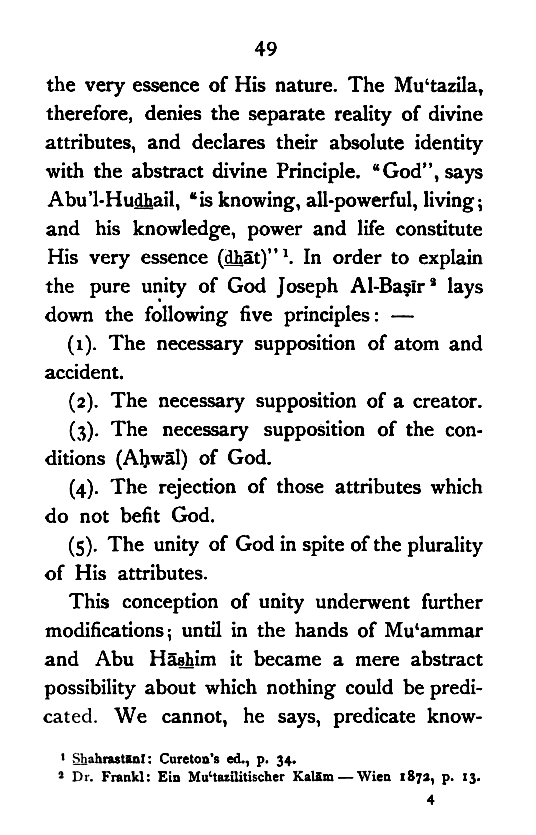 49
the very essence of His nature. The Mu‘tazila,
therefore, denies the separate reality of divine
attributes, and declares their absolute identity
with the abstract divine Principle. “God”, says
Abu’l-Hudhail, “is knowing, all-powerful, living;
and his knowledge, power and life constitute
His very essence (dhāt)” ¹. In order to explain
the pure unity of God Joseph Al-Baṣīr ² lays
down the following five principles: —
(1). The necessary supposition of atom and
accident.
(2). The necessary supposition of a creator.
(3). The necessary supposition of the con-
ditions (Aḥwāl) of God.
(4). The rejection of those attributes which
do not befit God.
(5). The unity of God in spite of the plurality
of His attributes.
This conception of unity underwent further
modifications; until in the hands of Mu‘ammar
and Abu Hāshim it became a mere abstract
possibility about which nothing could be predi-
cated. We cannot, he says, predicate know-
¹ Shahrastānī: Cureton’s ed., p. 34.
² Dr. Frankl: Ein Mu‘tazilitischer Kalām — Wien 1872, p. 13.
4